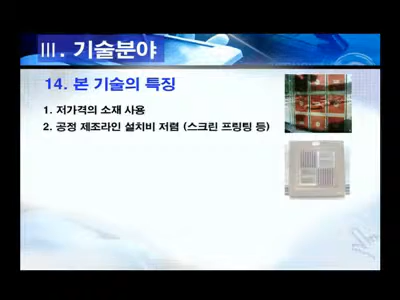 Ⅲ. 기술분야
14. 본 기술의 특징
1. 저가격의 소재 사용
2. 공정 제조라인 설치비 저렴 (스크린 프링팅 등)